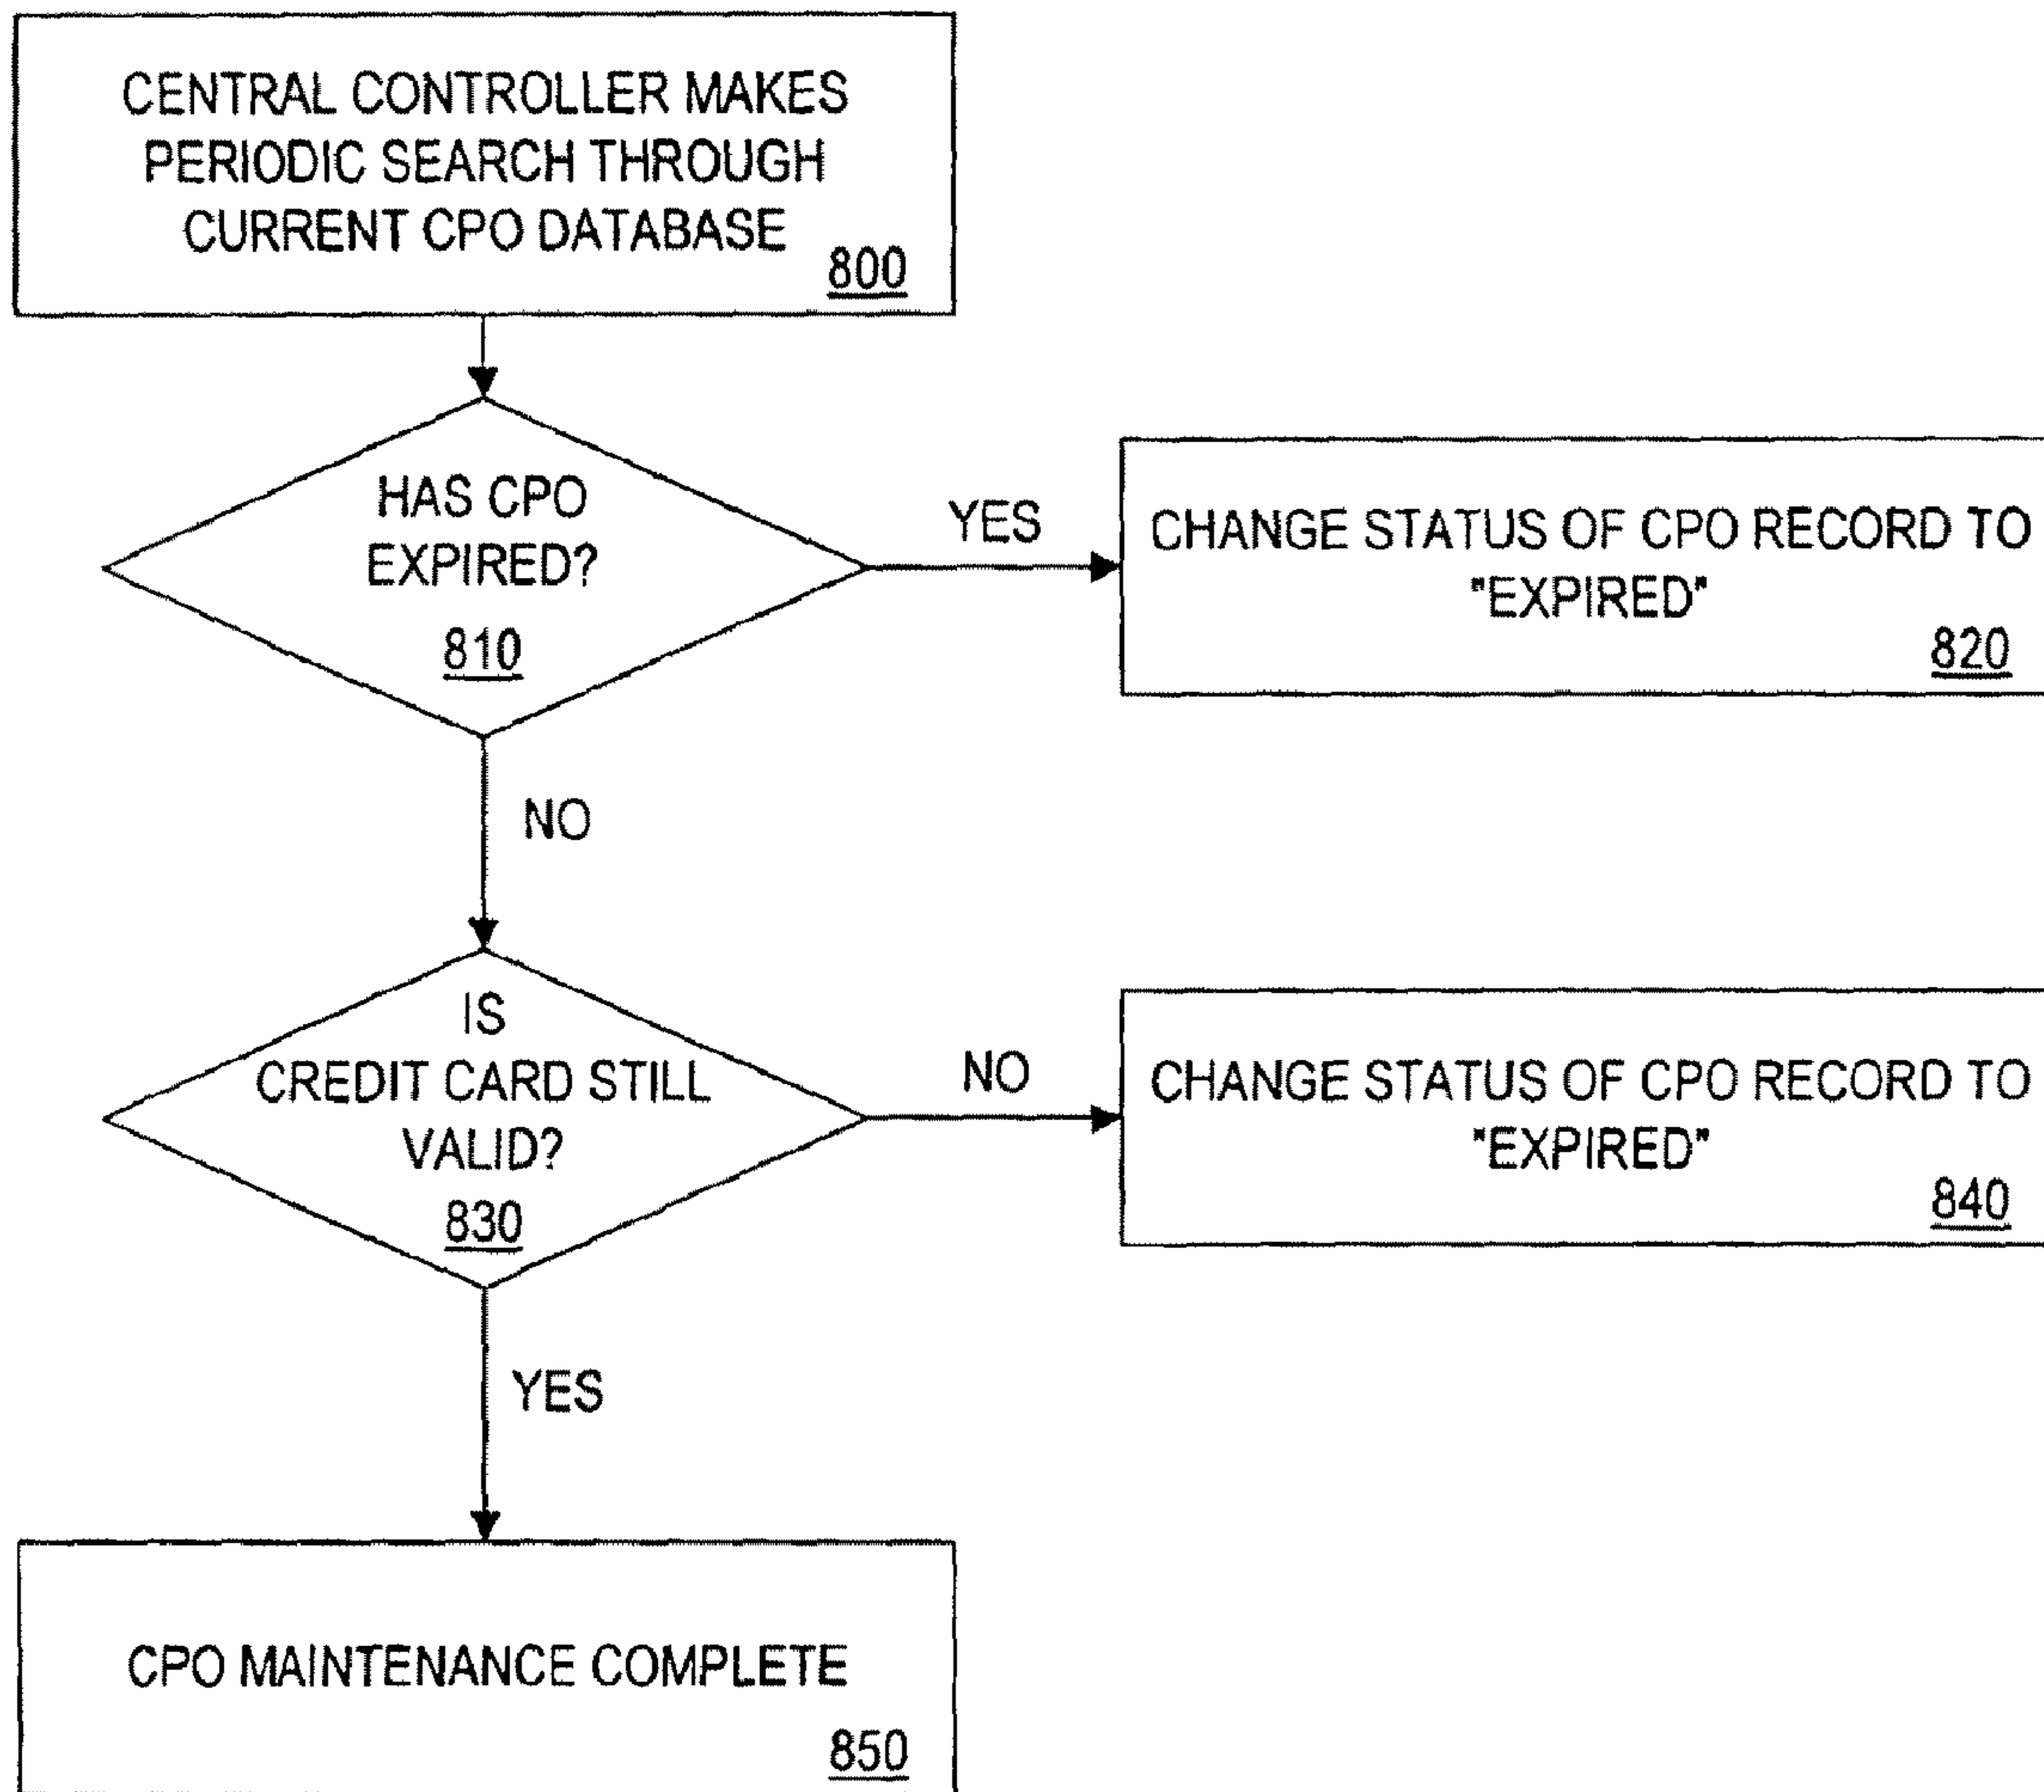 CENTRAL CONTROLLER MAKES
PERIODIC SEARCH THROUGH
CURRENT CPO DATABASE
800
HAS CPO
EXPIRED?
810
YES
CHANGE STATUS OF CPO RECORD TO
"EXPIRED"
820
NO
IS
CREDIT CARD STILL
VALID?
830
NO
CHANGE STATUS OF CPO RECORD TO
"EXPIRED"
840
YES
CPO MAINTENANCE COMPLETE
850